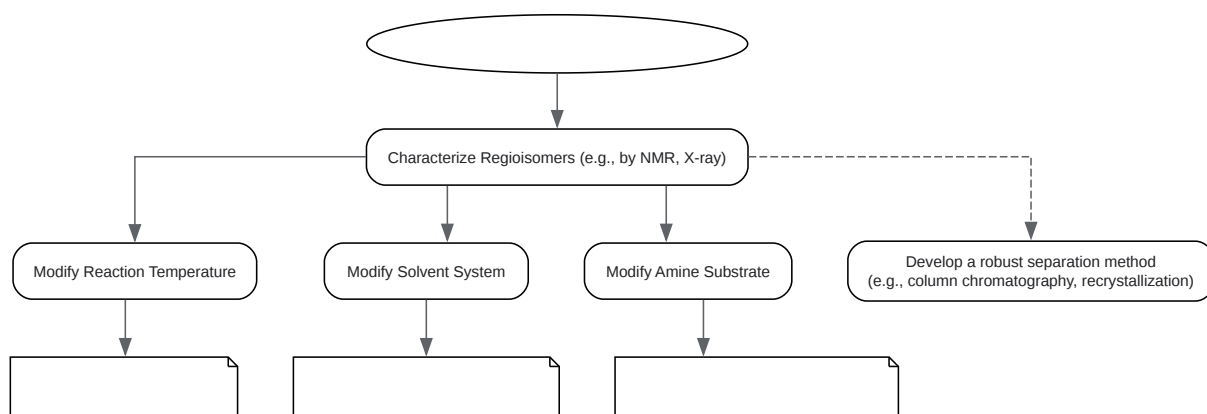 Characterize Regioisomers (e.g., by NMR, X-ray)
Modify Reaction Temperature
Modify Solvent System
Modify Amine Substrate
Develop a robust separation method
(e.g., column chromatography, recrystallization)